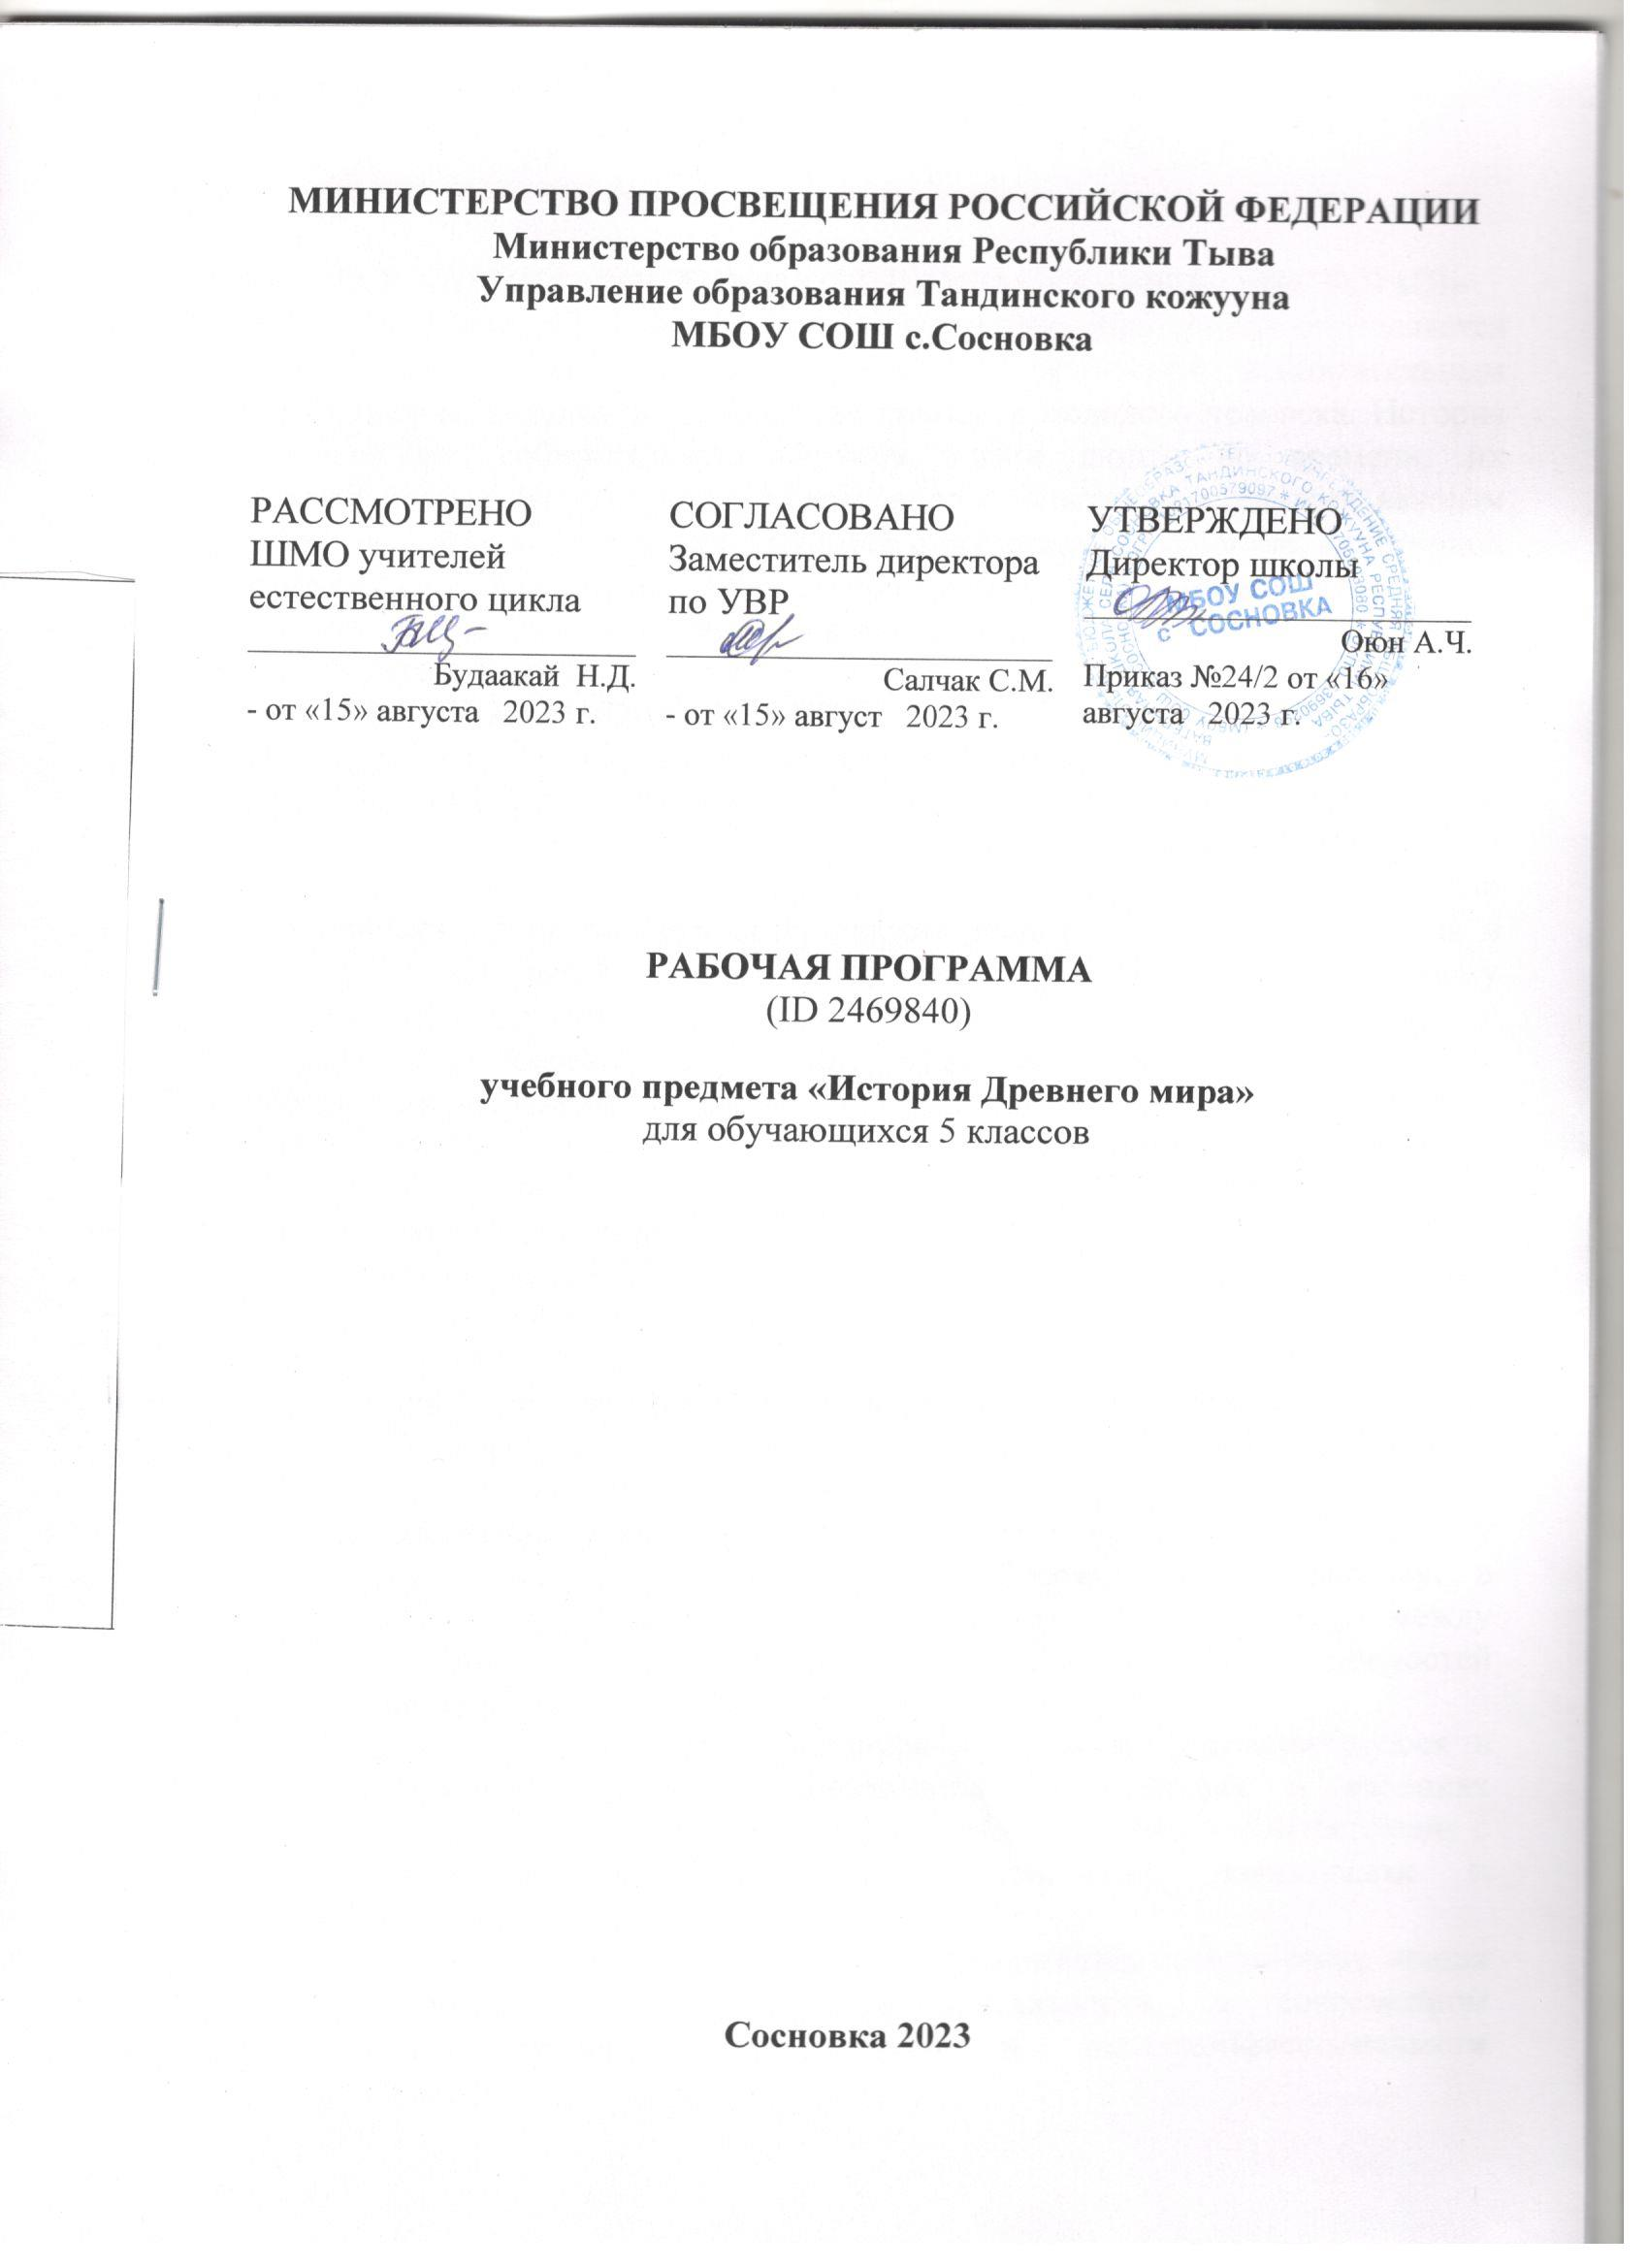 МИНИСТЕРСТВО ПРОСВЕЩЕНИЯ РОССИЙСКОЙ ФЕДЕРАЦИИ
Министерство образования Республики Тыва
Управление образования Тандинского кожууна
МБОУ СОШ с.Сосновка
РАССМОТРЕНО
ШМО учителей
естественного цикла
Будаакай Н.Д.
- от «15» августа 2023 г.
СОГЛАСОВАНО
Заместитель директора
по УВР
Салчак С.М.
- от «15» август 2023 г.
УТВЕРЖДЕНО
Директор школы
Оюн А.Ч.
Приказ №24/2 от «16»
августа 2023 г.
МБОУ СОШ
с СОСНОВКА
РАБОЧАЯ ПРОГРАММА
(ID 2469840)
учебного предмета «История Древнего мира»
для обучающихся 5 классов
Сосновка 2023